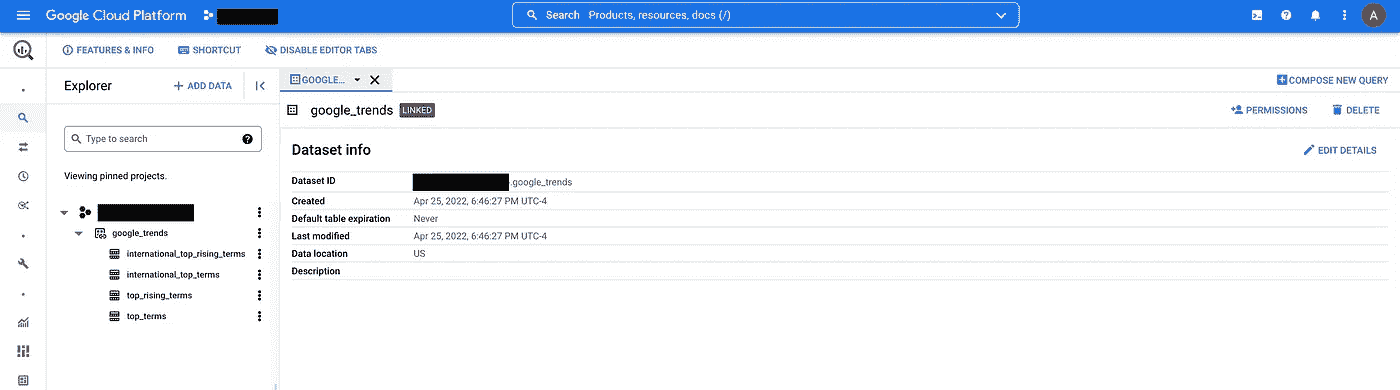 Google Cloud Platform
Search Products, resources, docs (/)
A
FEATURES & INFO
SHORTCUT
DISABLE EDITOR TABS
Explorer
+ ADD DATA
GOOGLE...
COMPOSE NEW QUERY
google_trends LINKED
PERMISSIONS
DELETE
Type to search
Viewing pinned projects.
google_trends
international_top_rising_terms
international_top_terms
top_rising_terms
top_terms
Dataset info
EDIT DETAILS
Dataset ID .google_trends
Created Apr 25, 2022, 6:46:27 PM UTC-4
Default table expiration Never
Last modified Apr 25, 2022, 6:46:27 PM UTC-4
Data location US
Description